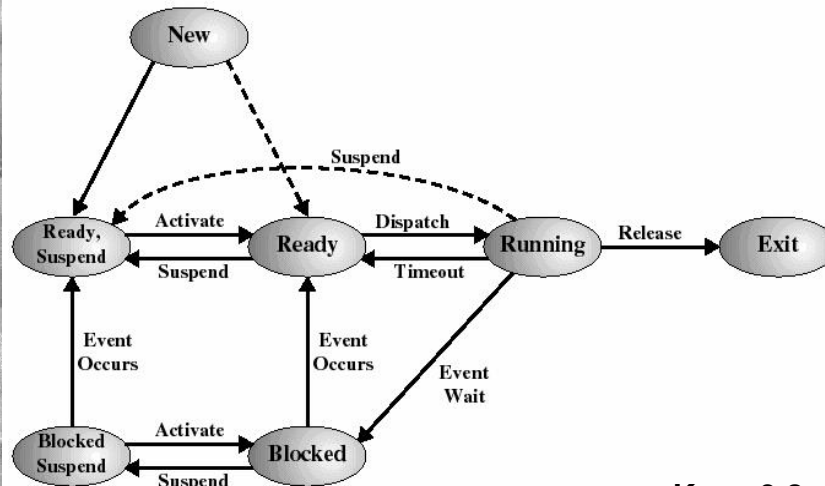 New
Suspend
Ready,
Suspend
Activate
Suspend
Ready
Dispatch
Timeout
Running
Release
Exit
Event
Occurs
Event
Occurs
Event
Wait
Blocked
Suspend
Activate
Suspend
Blocked